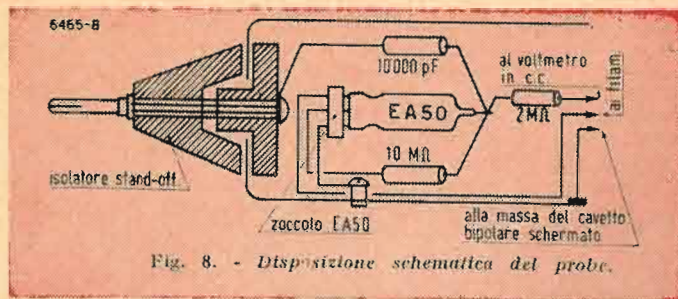 6465-8
10000 pF
al voltmetro
in c.c.
ai filam.
EA50
2MΩ
10 MΩ
isolatore stand-off
zoccolo EA50
alla massa del cavetto
bipolare schermato
Fig. 8. - Disposizione schematica del probe.